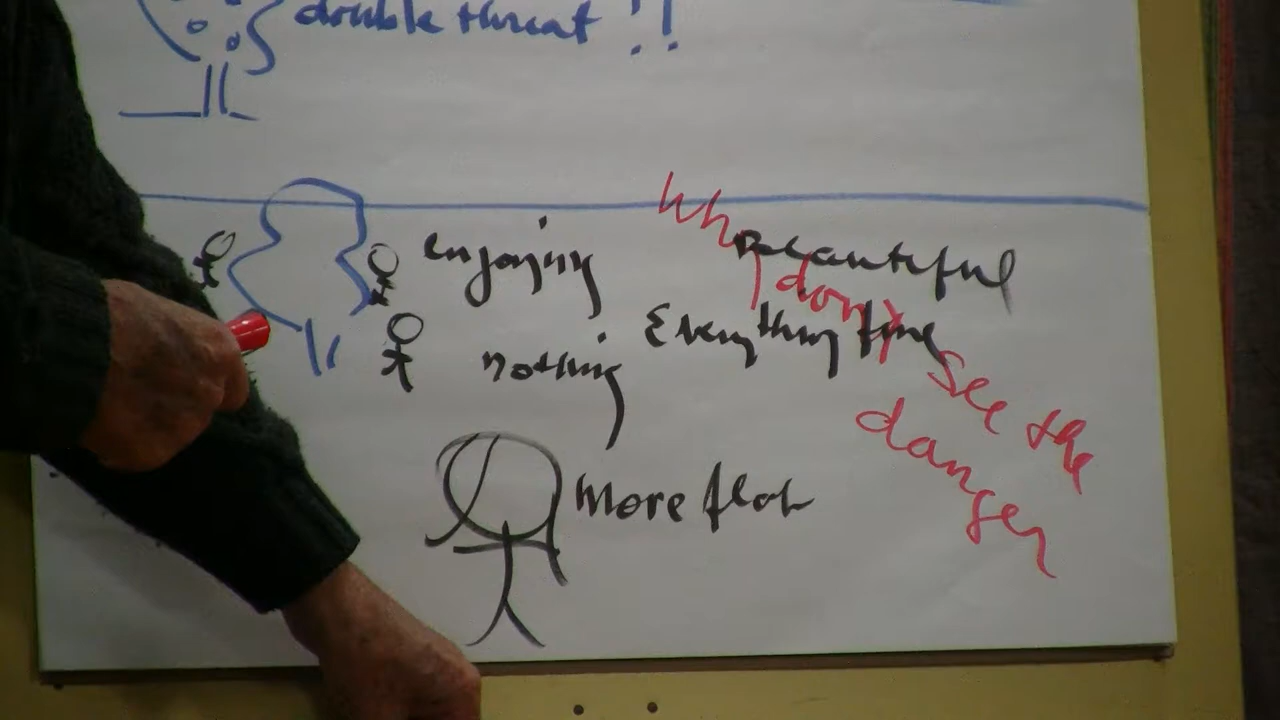 double threat !!
enjoying
Beautiful
nothing
Everything fine
More flat
Why don't see the
danger